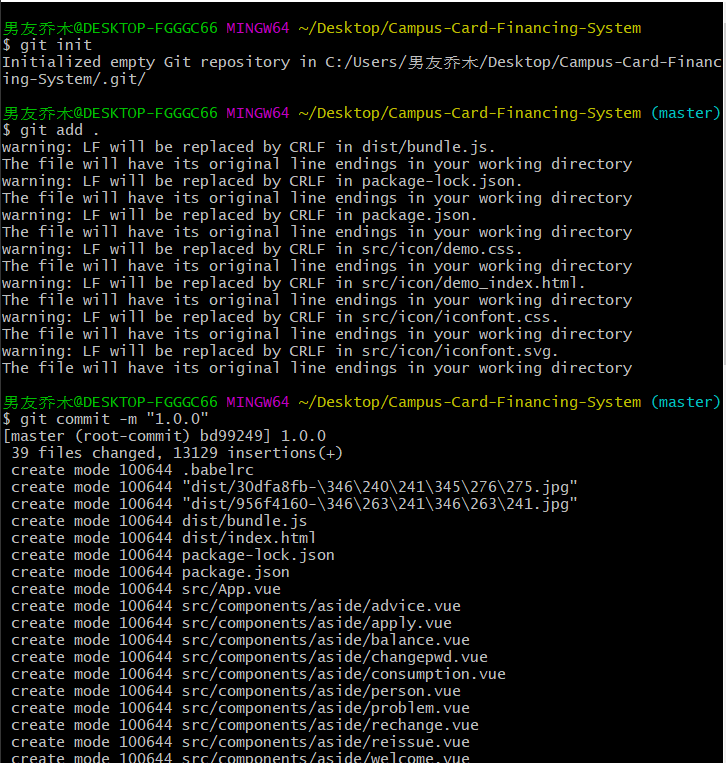 男友乔木@DESKTOP-FGGGC66 MINGW64 ~/Desktop/Campus-Card-Financing-System
$ git init
Initialized empty Git repository in C:/Users/男友乔木/Desktop/Campus-Card-Financ
ing-System/.git/
男友乔木@DESKTOP-FGGGC66 MINGW64 ~/Desktop/Campus-Card-Financing-System (master)
$ git add .
warning: LF will be replaced by CRLF in dist/bundle.js.
The file will have its original line endings in your working directory
warning: LF will be replaced by CRLF in package-lock.json.
The file will have its original line endings in your working directory
warning: LF will be replaced by CRLF in package.json.
The file will have its original line endings in your working directory
warning: LF will be replaced by CRLF in src/icon/demo.css.
The file will have its original line endings in your working directory
warning: LF will be replaced by CRLF in src/icon/demo_index.html.
The file will have its original line endings in your working directory
warning: LF will be replaced by CRLF in src/icon/iconfont.css.
The file will have its original line endings in your working directory
warning: LF will be replaced by CRLF in src/icon/iconfont.svg.
The file will have its original line endings in your working directory
男友乔木@DESKTOP-FGGGC66 MINGW64 ~/Desktop/Campus-Card-Financing-System (master)
$ git commit -m "1.0.0"
[master (root-commit) bd99249] 1.0.0
 39 files changed, 13129 insertions(+)
 create mode 100644 .babelrc
 create mode 100644 "dist/30dfa8fb-\346\240\241\345\276\275.jpg"
 create mode 100644 "dist/956f4160-\346\263\241\346\263\241.jpg"
 create mode 100644 dist/bundle.js
 create mode 100644 dist/index.html
 create mode 100644 package-lock.json
 create mode 100644 package.json
 create mode 100644 src/App.vue
 create mode 100644 src/components/aside/advice.vue
 create mode 100644 src/components/aside/apply.vue
 create mode 100644 src/components/aside/balance.vue
 create mode 100644 src/components/aside/changepwd.vue
 create mode 100644 src/components/aside/consumption.vue
 create mode 100644 src/components/aside/person.vue
 create mode 100644 src/components/aside/problem.vue
 create mode 100644 src/components/aside/rechange.vue
 create mode 100644 src/components/aside/reissue.vue
 create mode 100644 src/components/aside/welcome.vue